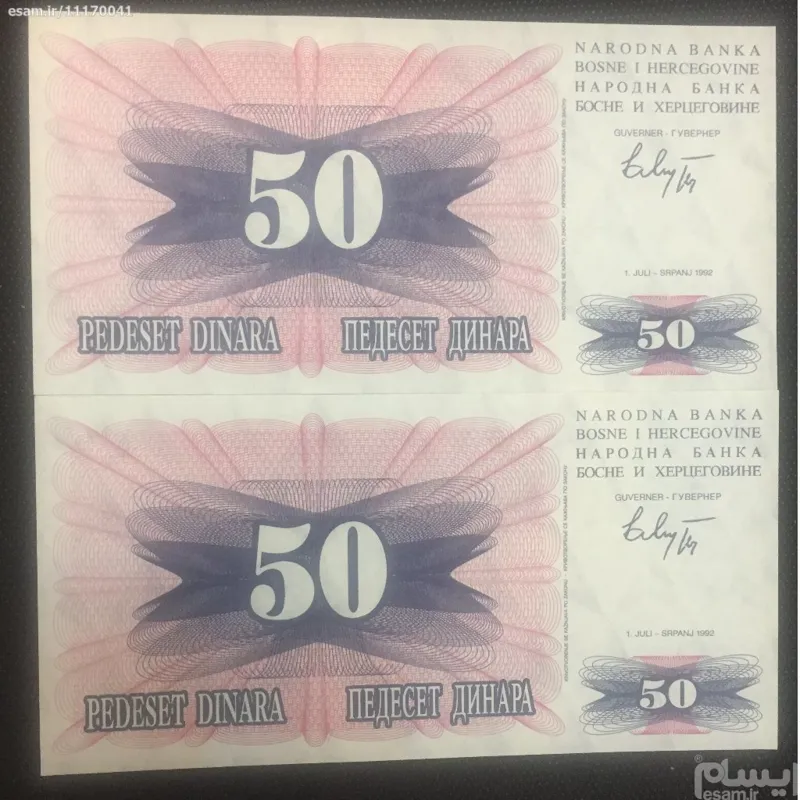 esam.ir/11170041
NARODNA BANKA
BOSNE I HERCEGOVINE
НАРОДНА БАНКА
БОСНЕ И ХЕРЦЕГОВИНЕ
GUVERNER - ГУВЕРНЕР
1. JULI - SRPANJ 1992
50
PEDESET DINARA
ПЕДЕСЕТ ДИНАРА
50
NARODNA BANKA
BOSNE I HERCEGOVINE
НАРОДНА БАНКА
БОСНЕ И ХЕРЦЕГОВИНЕ
GUVERNER - ГУВЕРНЕР
1. JULI - SRPANJ 1992
50
PEDESET DINARA
ПЕДЕСЕТ ДИНАРА
50
ایسام
esam.ir